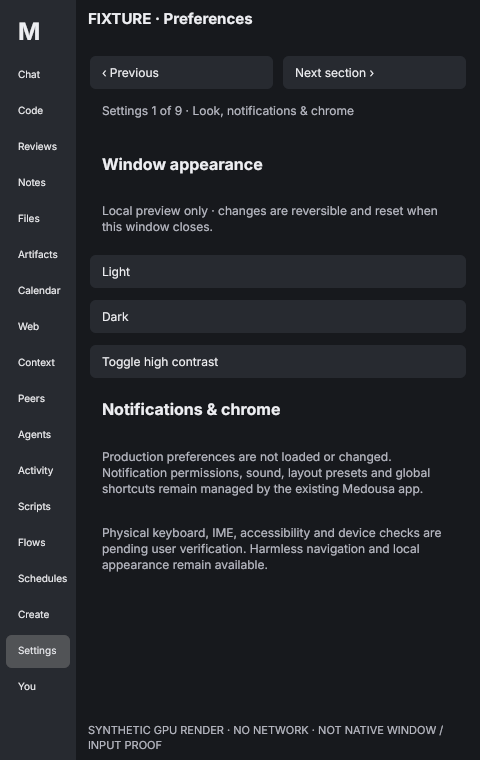 M
Chat
Code
Reviews
Notes
Files
Artifacts
Calendar
Web
Context
Peers
Agents
Activity
Scripts
Flows
Schedules
Create
Settings
You
FIXTURE · Preferences
‹ Previous
Next section ›
Settings 1 of 9 · Look, notifications & chrome
Window appearance
Local preview only · changes are reversible and reset when
this window closes.
Light
Dark
Toggle high contrast
Notifications & chrome
Production preferences are not loaded or changed.
Notification permissions, sound, layout presets and global
shortcuts remain managed by the existing Medousa app.
Physical keyboard, IME, accessibility and device checks are
pending user verification. Harmless navigation and local
appearance remain available.
SYNTHETIC GPU RENDER · NO NETWORK · NOT NATIVE WINDOW /
INPUT PROOF